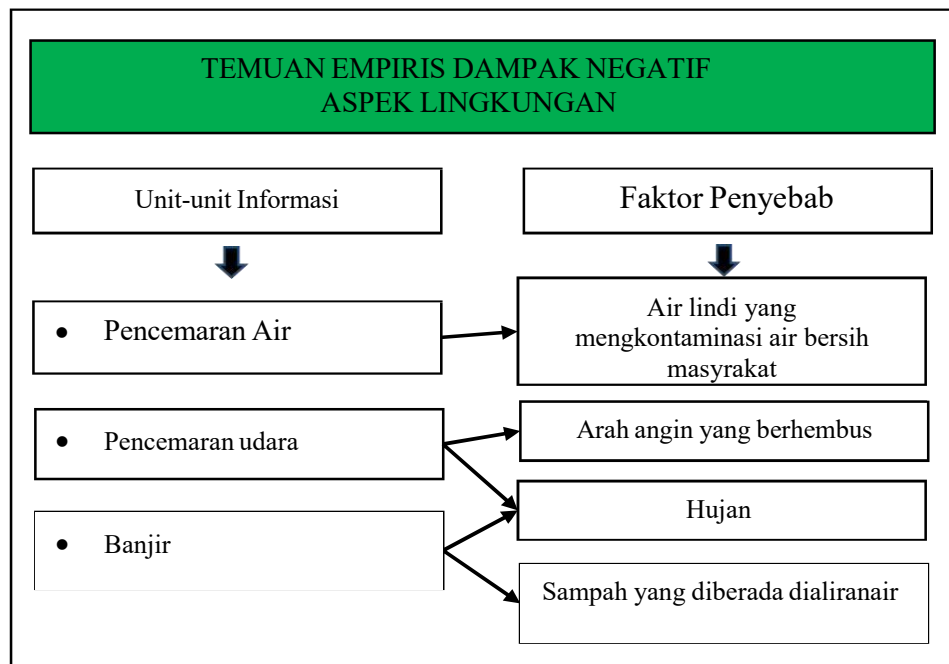 TEMUAN EMPIRIS DAMPAK NEGATIF
ASPEK LINGKUNGAN
Unit-unit Informasi
Faktor Penyebab
• Pencemaran Air
Air lindi yang
mengkontaminasi air bersih
masyrakat
• Pencemaran udara
Arah angin yang berhembus
Hujan
• Banjir
Sampah yang diberada dialiranair